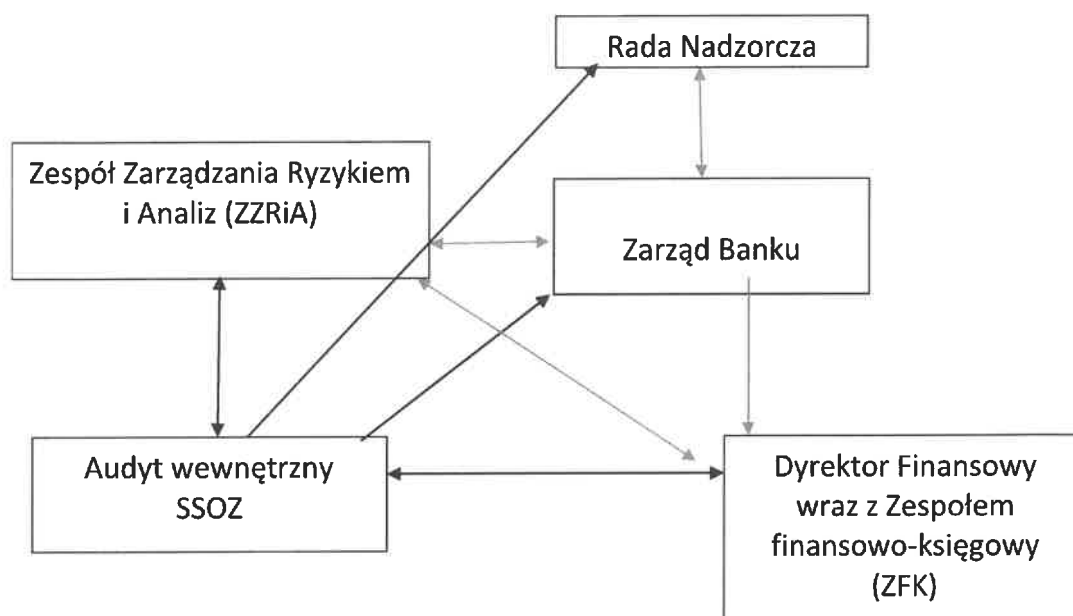 Rada Nadzorcza
Zespół Zarządzania Ryzykiem
i Analiz (ZZRiA)
Zarząd Banku
Audyt wewnętrzny
SSOZ
Dyrektor Finansowy
wraz z Zespołem
finansowo-księgowy
(ZFK)